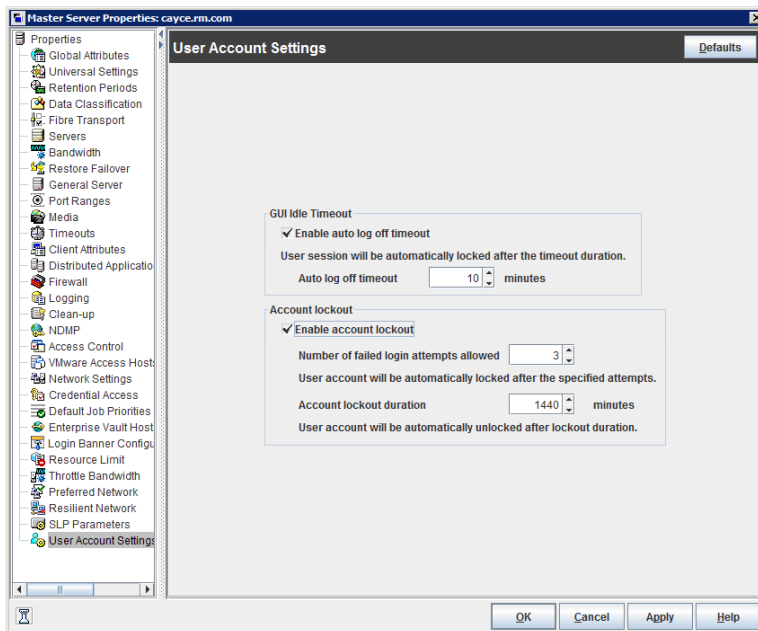 Master Server Properties: cayce.rm.com
Properties
Global Attributes
Universal Settings
Retention Periods
Data Classification
Fibre Transport
Servers
Bandwidth
Restore Failover
General Server
Port Ranges
Media
Timeouts
Client Attributes
Distributed Applicatio
Firewall
Logging
Clean-up
NDMP
Access Control
VMware Access Hosts
Network Settings
Credential Access
Default Job Priorities
Enterprise Vault Host
Login Banner Configu
Resource Limit
Throttle Bandwidth
Preferred Network
Resilient Network
SLP Parameters
User Account Settings
User Account Settings
Defaults
GUI Idle Timeout
Enable auto log off timeout
User session will be automatically locked after the timeout duration.
Auto log off timeout 10 minutes
Account lockout
Enable account lockout
Number of failed login attempts allowed 3
User account will be automatically locked after the specified attempts.
Account lockout duration 1440 minutes
User account will be automatically unlocked after lockout duration.
OK Cancel Apply Help